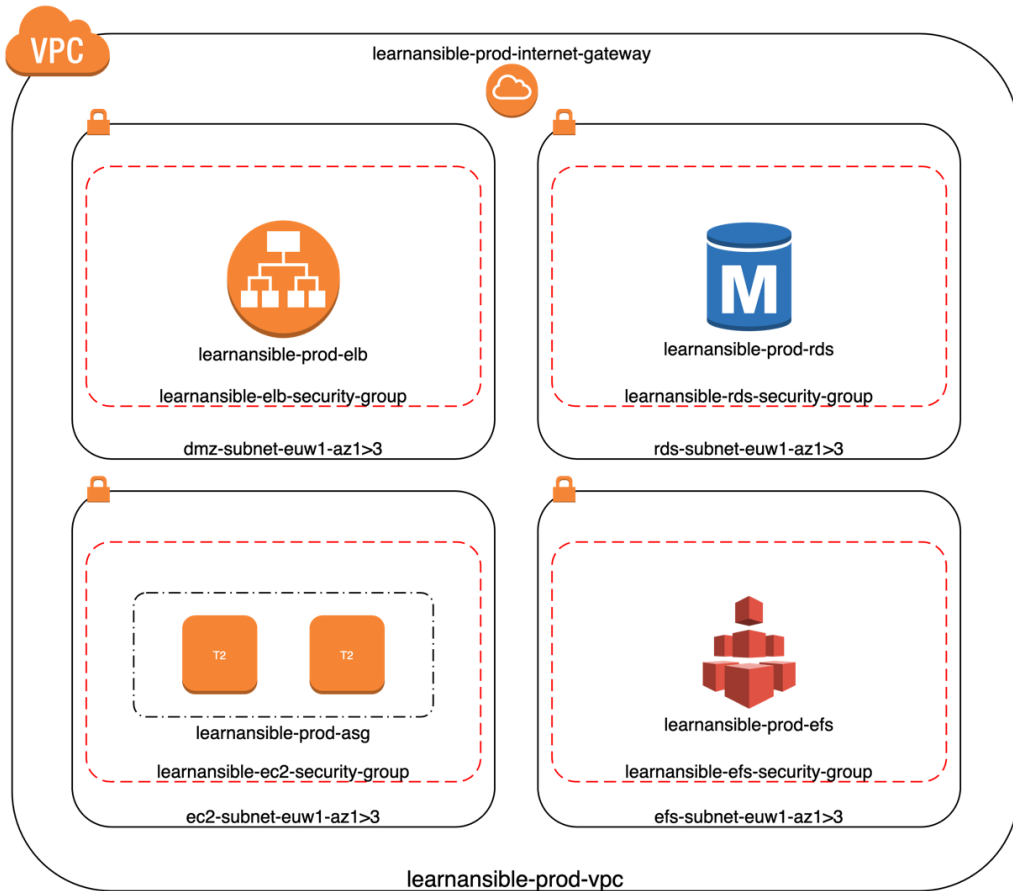 VPC
learnansible-prod-internet-gateway
learnansible-prod-elb
learnansible-elb-security-group
dmz-subnet-euw1-az1>3
M
learnansible-prod-rds
learnansible-rds-security-group
rds-subnet-euw1-az1>3
T2
T2
learnansible-prod-asg
learnansible-ec2-security-group
ec2-subnet-euw1-az1>3
learnansible-prod-efs
learnansible-efs-security-group
efs-subnet-euw1-az1>3
learnansible-prod-vpc